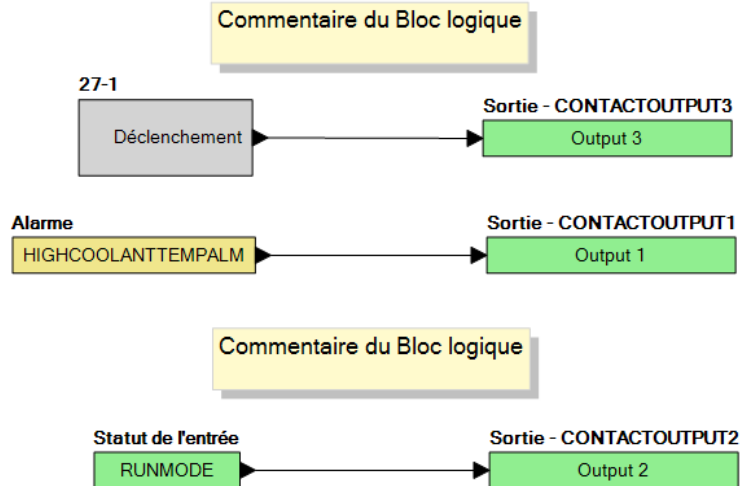 Commentaire du Bloc logique
27-1
Déclenchement
Sortie - CONTACTOUTPUT3
Output 3
Alarme
HIGHCOOLANTTEMPALM
Sortie - CONTACTOUTPUT1
Output 1
Commentaire du Bloc logique
Statut de l'entrée
RUNMODE
Sortie - CONTACTOUTPUT2
Output 2